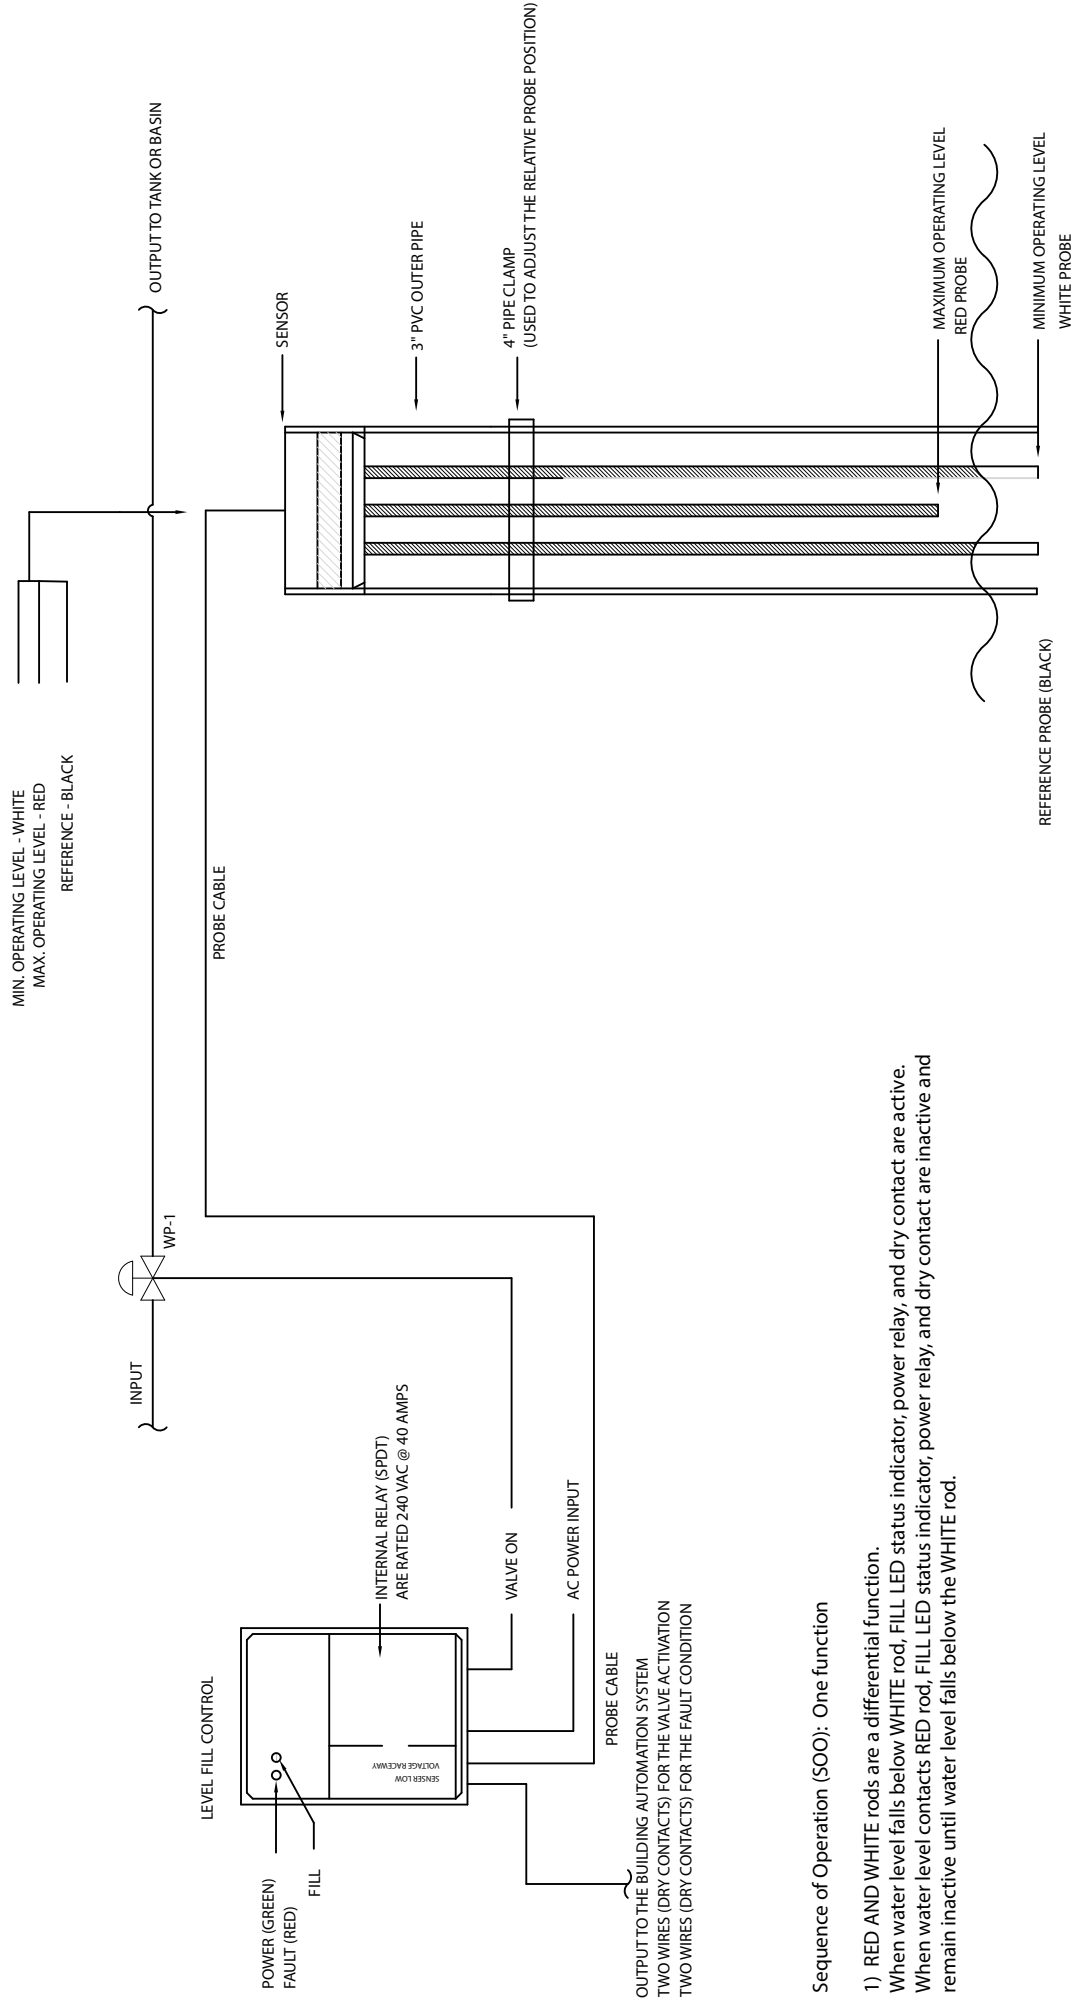 MIN. OPERATING LEVEL - WHITE
MAX. OPERATING LEVEL - RED
REFERENCE - BLACK
INPUT
WP-1
OUTPUT TO TANK OR BASIN
PROBE CABLE
SENSOR
3" PVC OUTER PIPE
4" PIPE CLAMP
(USED TO ADJUST THE RELATIVE PROBE POSITION)
MAXIMUM OPERATING LEVEL
RED PROBE
MINIMUM OPERATING LEVEL
WHITE PROBE
REFERENCE PROBE (BLACK)
LEVEL FILL CONTROL
POWER (GREEN)
FAULT (RED)
FILL
SENSER LOW
VOLTAGE RACEWAY
INTERNAL RELAY (SPDT)
ARE RATED 240 VAC @ 40 AMPS
VALVE ON
AC POWER INPUT
PROBE CABLE
OUTPUT TO THE BUILDING AUTOMATION SYSTEM
TWO WIRES (DRY CONTACTS) FOR THE VALVE ACTIVATION
TWO WIRES (DRY CONTACTS) FOR THE FAULT CONDITION
Sequence of Operation (SOO): One function
1) RED AND WHITE rods are a differential function.
When water level falls below WHITE rod, FILL LED status indicator, power relay, and dry contact are active.
When water level contacts RED rod, FILL LED status indicator, power relay, and dry contact are inactive and
remain inactive until water level falls below the WHITE rod.